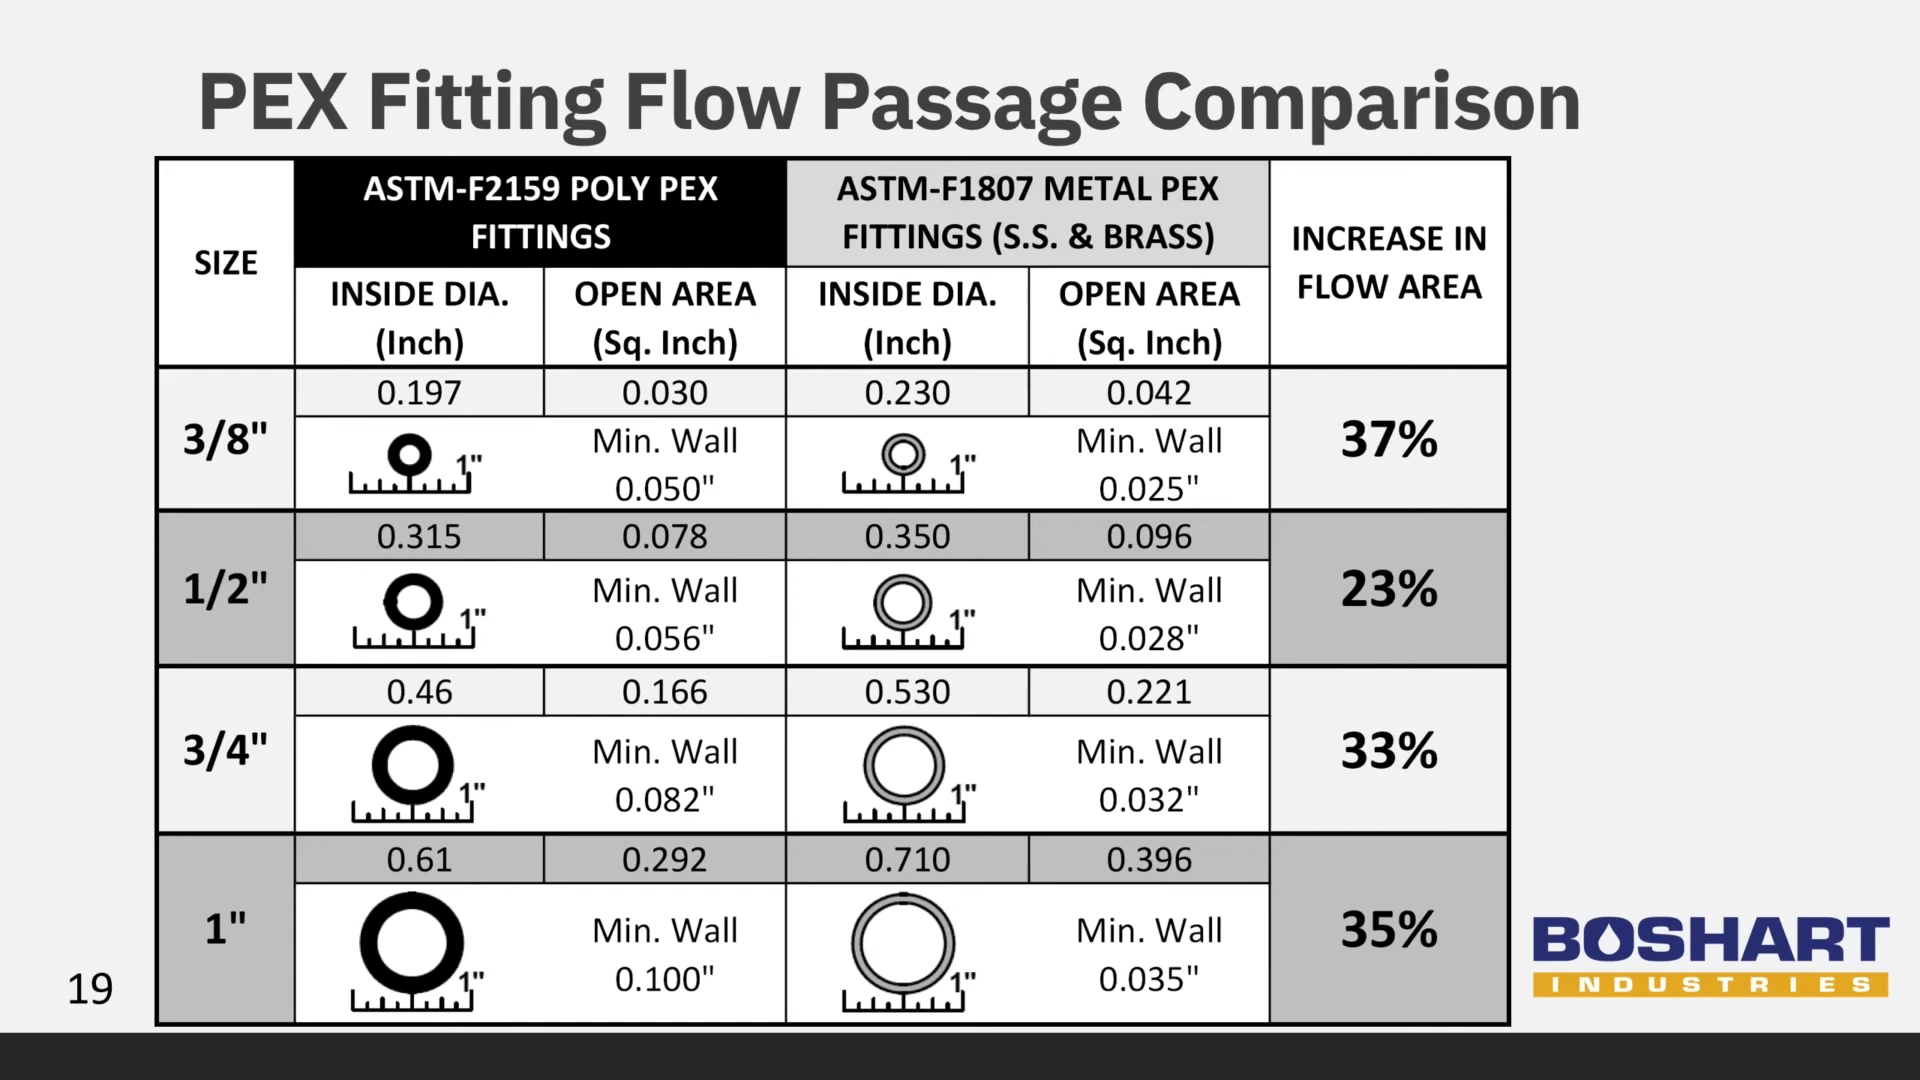 PEX Fitting Flow Passage Comparison
SIZE
ASTM-F2159 POLY PEX
FITTINGS
ASTM-F1807 METAL PEX
FITTINGS (S.S. & BRASS)
INCREASE IN
FLOW AREA
INSIDE DIA.
(Inch)
OPEN AREA
(Sq. Inch)
INSIDE DIA.
(Inch)
OPEN AREA
(Sq. Inch)
3/8"
0.197
0.030
0.230
0.042
37%
1"
Min. Wall
0.050"
1"
Min. Wall
0.025"
1/2"
0.315
0.078
0.350
0.096
23%
1"
Min. Wall
0.056"
1"
Min. Wall
0.028"
3/4"
0.46
0.166
0.530
0.221
33%
1"
Min. Wall
0.082"
1"
Min. Wall
0.032"
1"
0.61
0.292
0.710
0.396
35%
1"
Min. Wall
0.100"
1"
Min. Wall
0.035"
19
BOSHART
INDUSTRIES